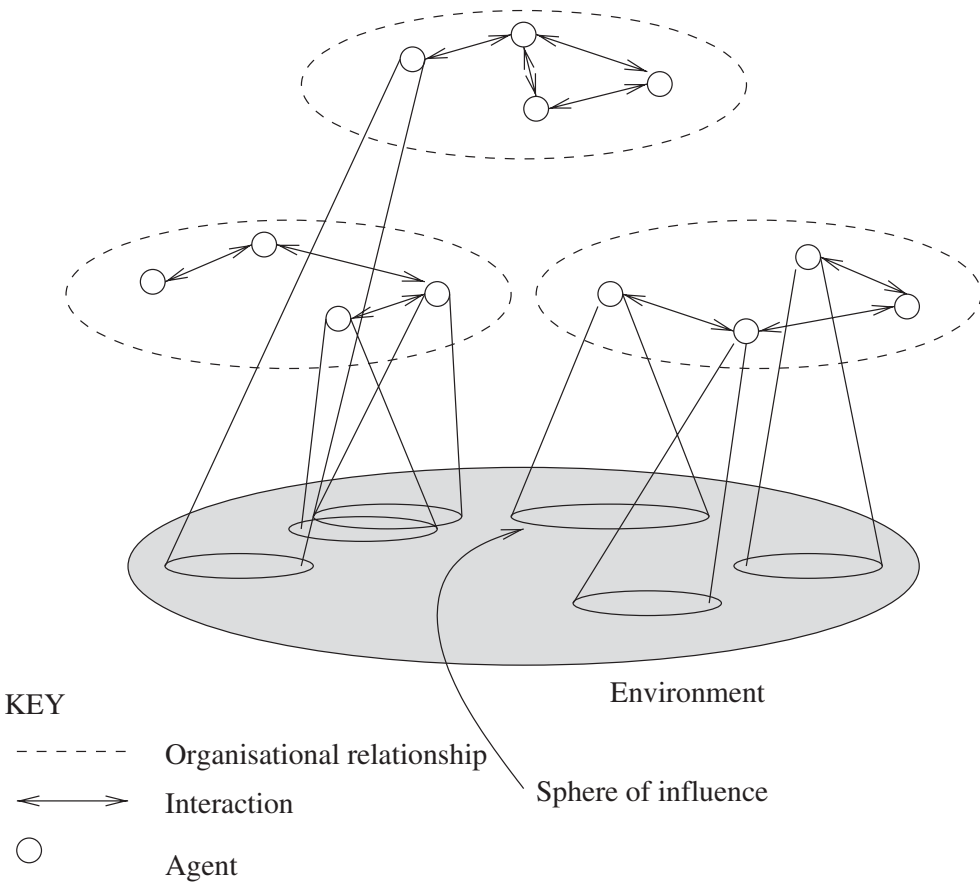 Environment
KEY
Organisational relationship
Interaction
Sphere of influence
Agent